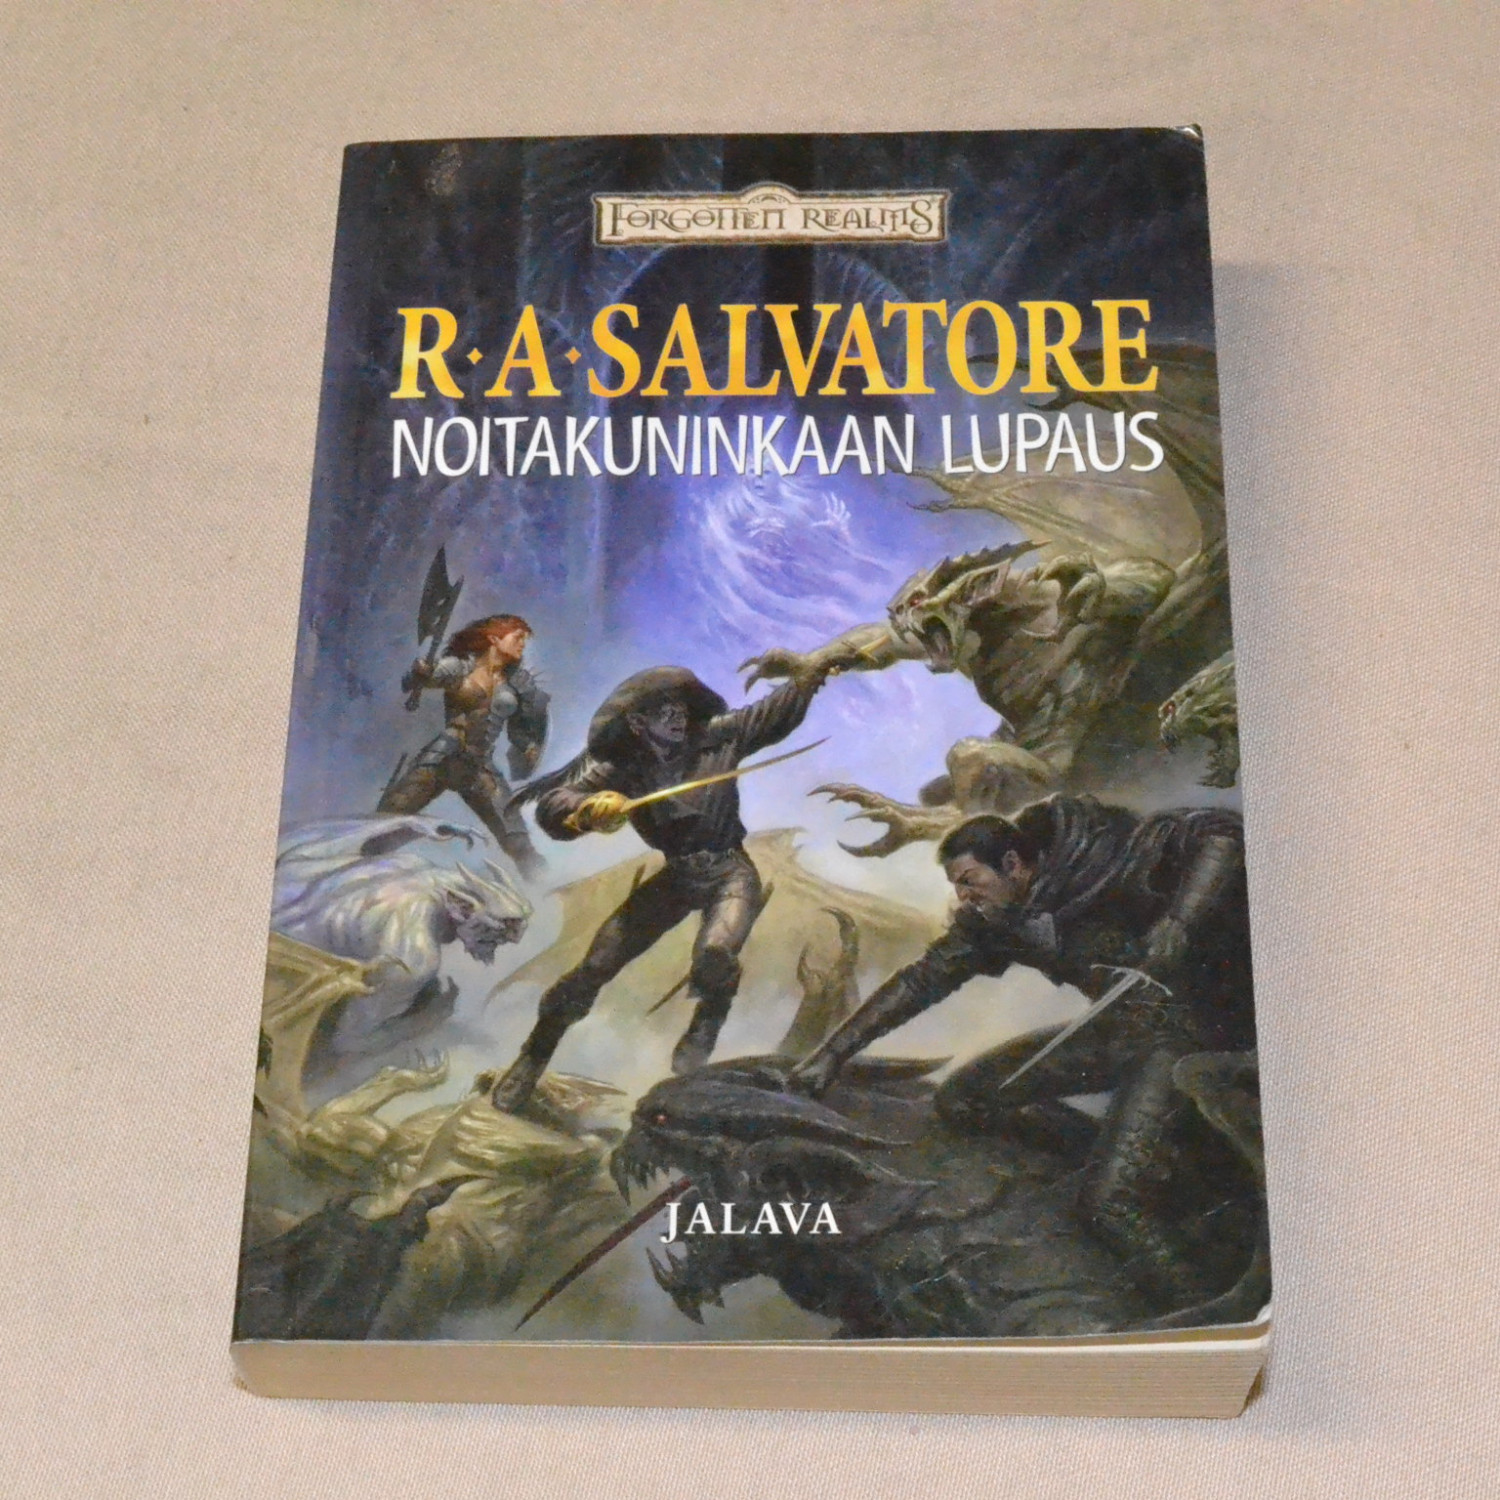 FORGOTTEN REALMS
R·A·SALVATORE
NOITAKUNINKAAN LUPAUS
JALAVA